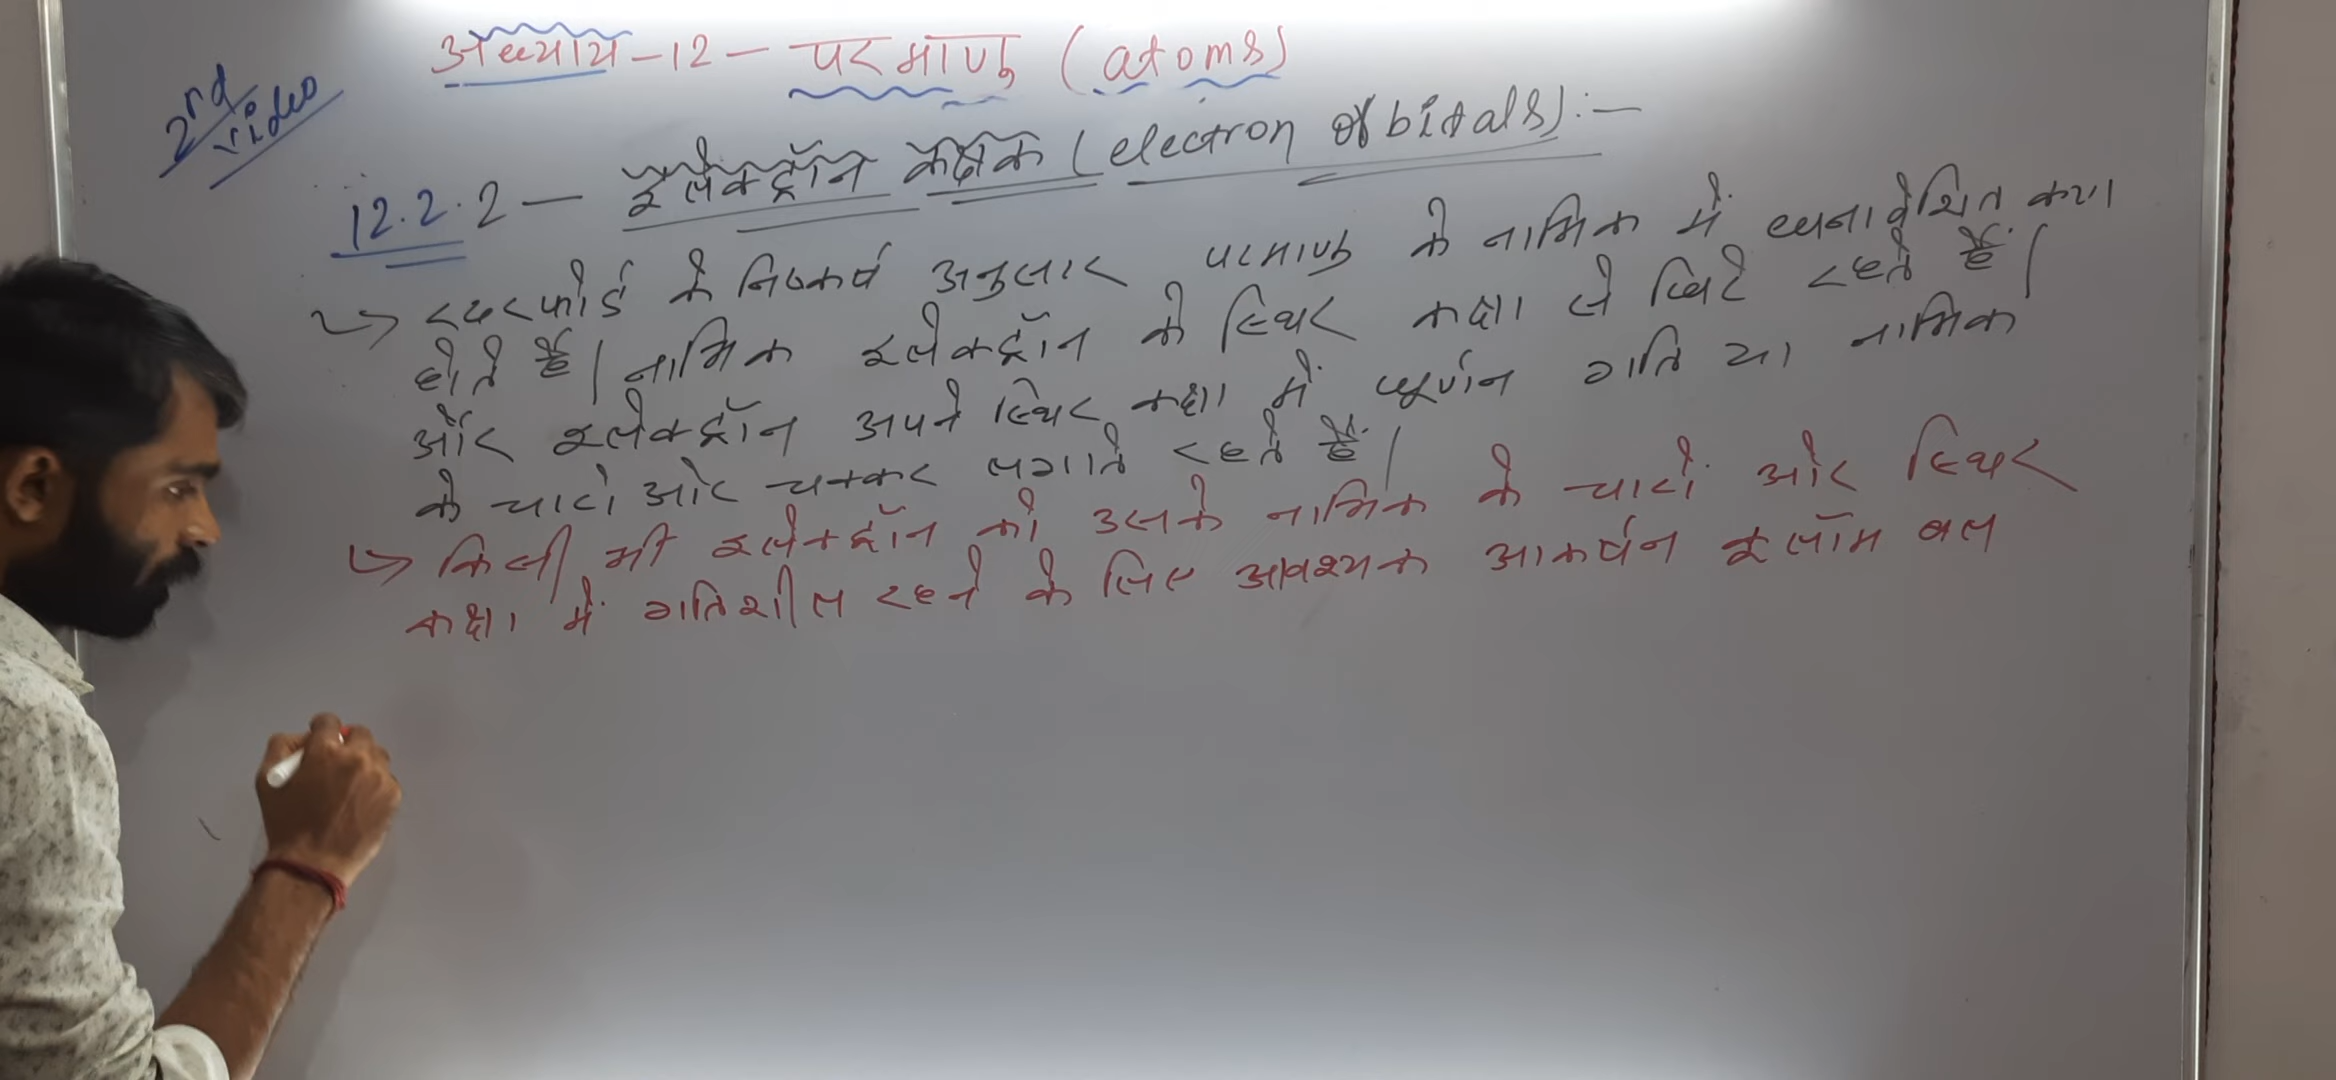 अध्याय-12- परमाणु (atoms)
2nd video
12.2.2 — इलेक्ट्रॉन कक्षक (electron orbitals):-
→ रदरफोर्ड के निष्कर्ष अनुसार परमाणु के नाभिक में धनावेशित कण
होते हैं। नाभिक इलेक्ट्रॉन के स्थिर कक्षा से घिरे रहते हैं।
और इलेक्ट्रॉन अपने स्थिर कक्षा में घूर्णन गति या नाभिक
के चारों ओर चक्कर लगाते रहते हैं।
→ किसी भी इलेक्ट्रॉन को उसके नाभिक के चारों ओर स्थिर
कक्षा में गतिशील रहने के लिए आवश्यक आकर्षन कूलॉम बल